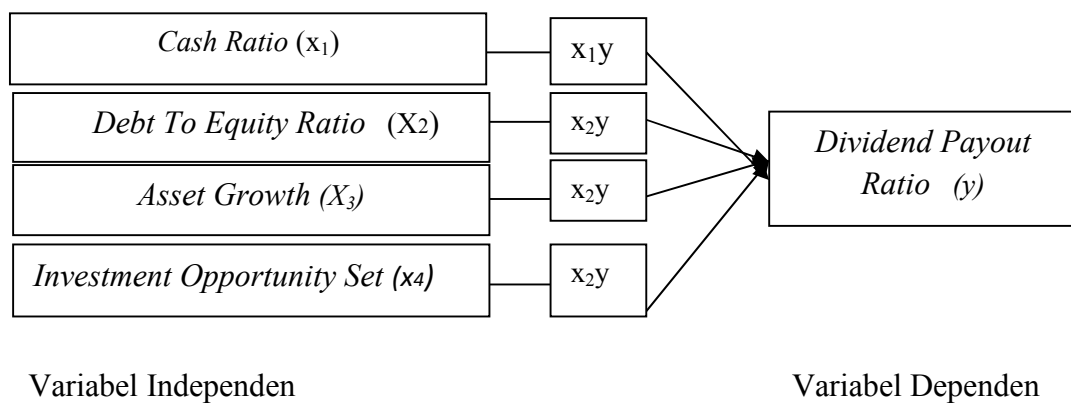 Cash Ratio (x₁)
x₁y
Debt To Equity Ratio (X2)
x₂y
Asset Growth (X₃)
x₂y
Investment Opportunity Set (x4)
x₂y
Dividend Payout
Ratio (y)
Variabel Independen
Variabel Dependen